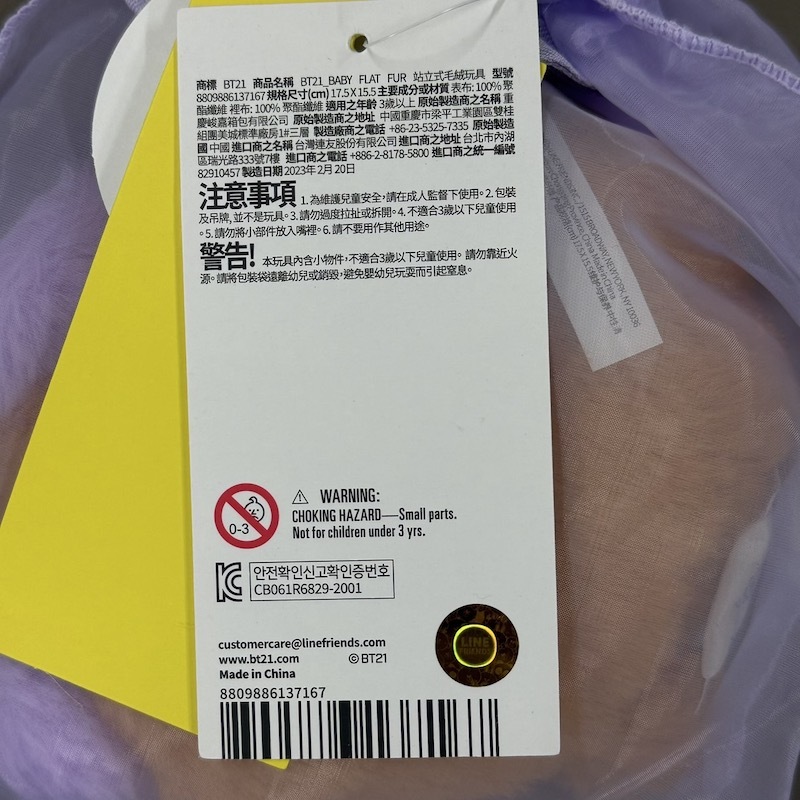 商標 BT21 商品名稱 BT21_BABY FLAT FUR 站立式毛絨玩具 型號
8809886137167 規格尺寸(cm) 17.5 X 15.5 主要成分或材質 表布: 100% 聚
酯纖維 裡布: 100% 聚酯纖維 適用之年齡 3歲以上 原始製造商之名稱 重
慶峻嘉箱包有限公司 原始製造商之地址 中國重慶市梁平工業園區雙桂
組團美城標準廠房1#三層 製造廠商之電話 +86-23-5325-7335 原始製造
國 中國 進口商之名稱 台灣連友股份有限公司 進口商之地址 台北市內湖
區瑞光路333號7樓 進口商之電話 +886-2-8178-5800 進口商之統一編號
82910457 製造日期 2023年 2月 20日
注意事項 1. 為維護兒童安全, 請在成人監督下使用。2. 包裝
及吊牌, 並不是玩具。3. 請勿過度拉扯或拆開。4. 不適合3歲以下兒童使用
。5. 請勿將小部件放入嘴裡。6. 請不要用作其他用途。
警告! 本玩具內含小物件, 不適合3歲以下兒童使用。 請勿靠近火
源。請將包裝袋遠離幼兒或銷毀, 避免嬰幼兒玩耍而引起窒息。
0-3
WARNING:
CHOKING HAZARD—Small parts.
Not for children under 3 yrs.
안전확인신고확인증번호
CB061R6829-2001
customercare@linefriends.com
www.bt21.com ©BT21
Made in China
8809886137167
LINE
FRIENDS
1515 BROADWAY, NEW YORK, NY 10036
China Made in China